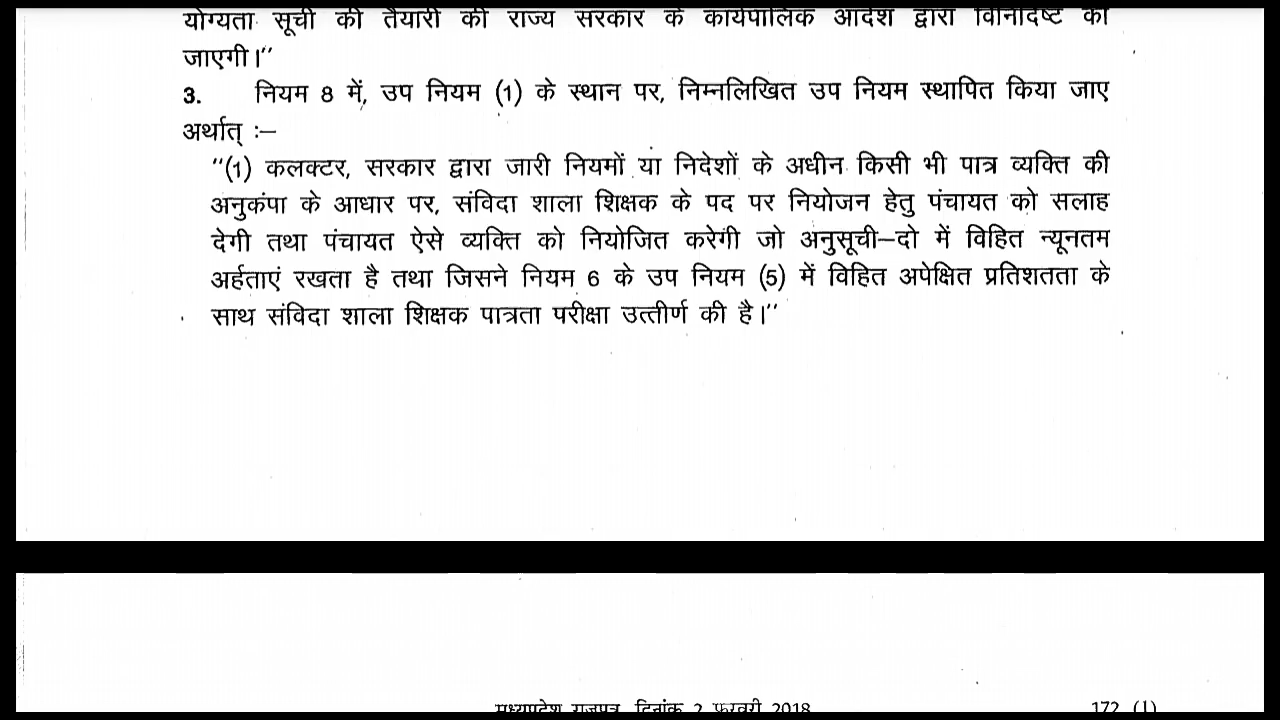 योग्यता सूची की तैयारी की राज्य सरकार के कार्यपालिक आदेश द्वारा विनिर्दिष्ट की
जाएगी।"
3. नियम 8 में, उप नियम (1) के स्थान पर, निम्नलिखित उप नियम स्थापित किया जाए
अर्थात् :–
"(1) कलक्टर, सरकार द्वारा जारी नियमों या निदेशों के अधीन किसी भी पात्र व्यक्ति की
अनुकंपा के आधार पर, संविदा शाला शिक्षक के पद पर नियोजन हेतु पंचायत को सलाह
देगी तथा पंचायत ऐसे व्यक्ति को नियोजित करेगी जो अनुसूची–दो में विहित न्यूनतम
अर्हताएं रखता है तथा जिसने नियम 6 के उप नियम (5) में विहित अपेक्षित प्रतिशतता के
साथ संविदा शाला शिक्षक पात्रता परीक्षा उत्तीर्ण की है।"
मध्यप्रदेश राजपत्र, दिनांक 2 फरवरी 2018 172 (1)